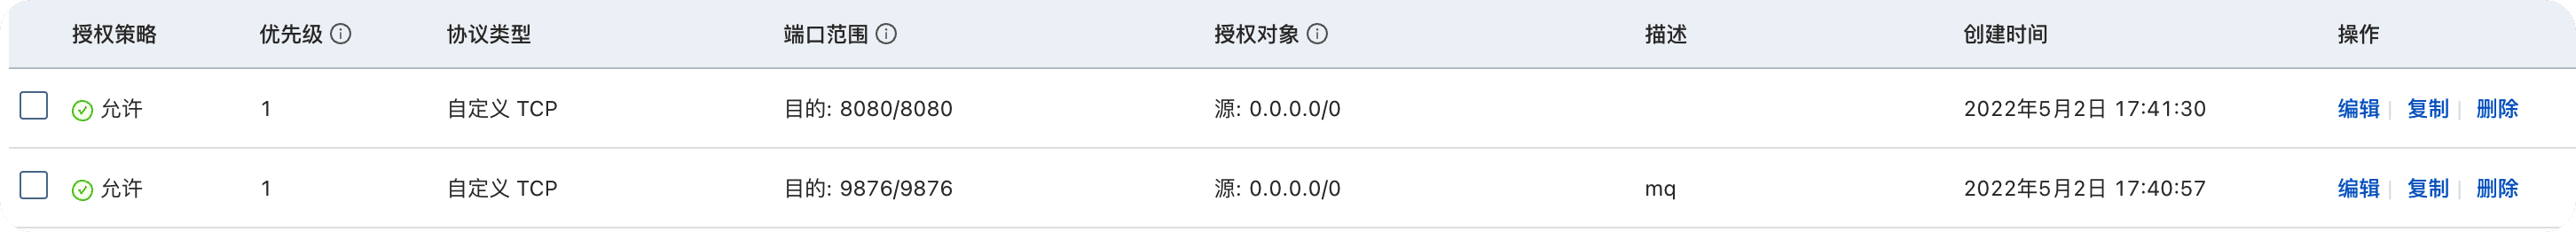 授权策略 优先级 协议类型 端口范围 授权对象 描述 创建时间 操作
允许 1 自定义 TCP 目的: 8080/8080 源: 0.0.0.0/0 2022年5月2日 17:41:30 编辑 | 复制 | 删除
允许 1 自定义 TCP 目的: 9876/9876 源: 0.0.0.0/0 mq 2022年5月2日 17:40:57 编辑 | 复制 | 删除